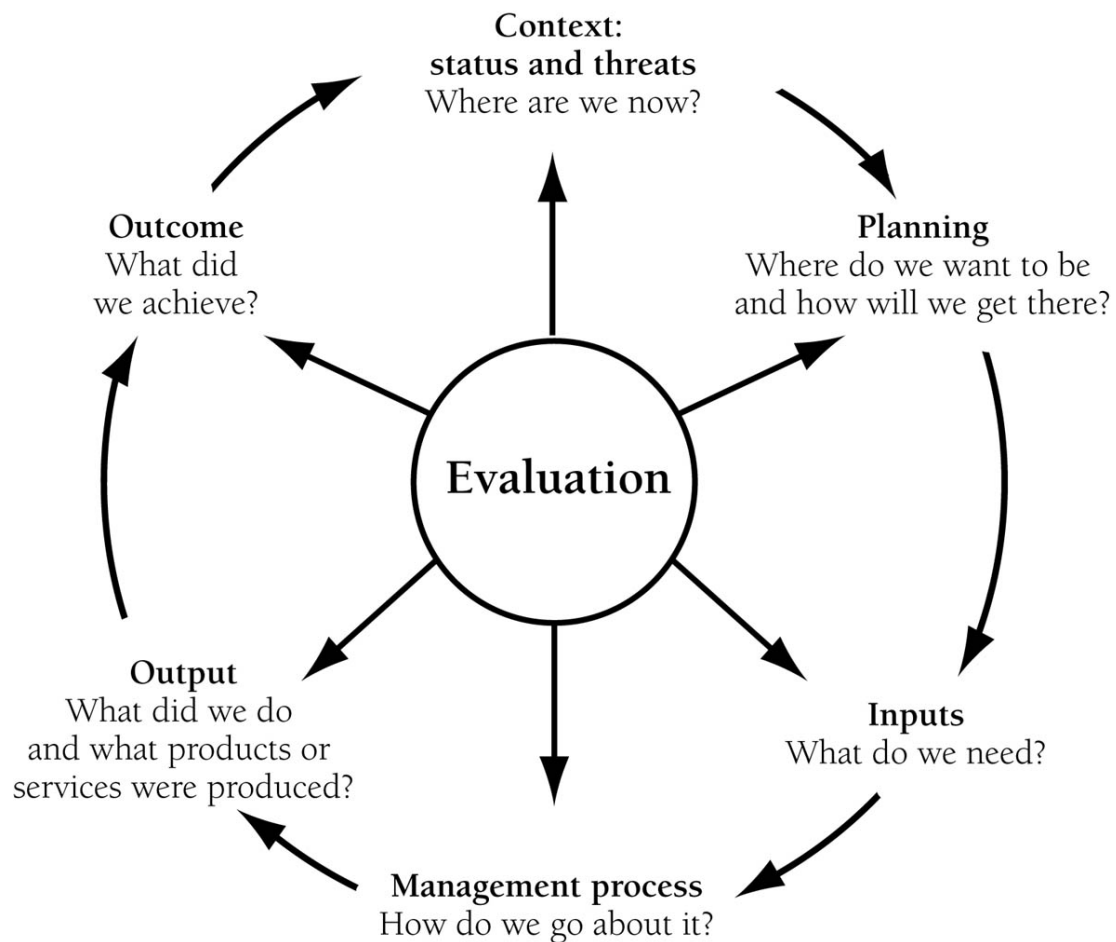 Context:
status and threats
Where are we now?
Planning
Where do we want to be
and how will we get there?
Inputs
What do we need?
Management process
How do we go about it?
Output
What did we do
and what products or
services were produced?
Outcome
What did
we achieve?
Evaluation